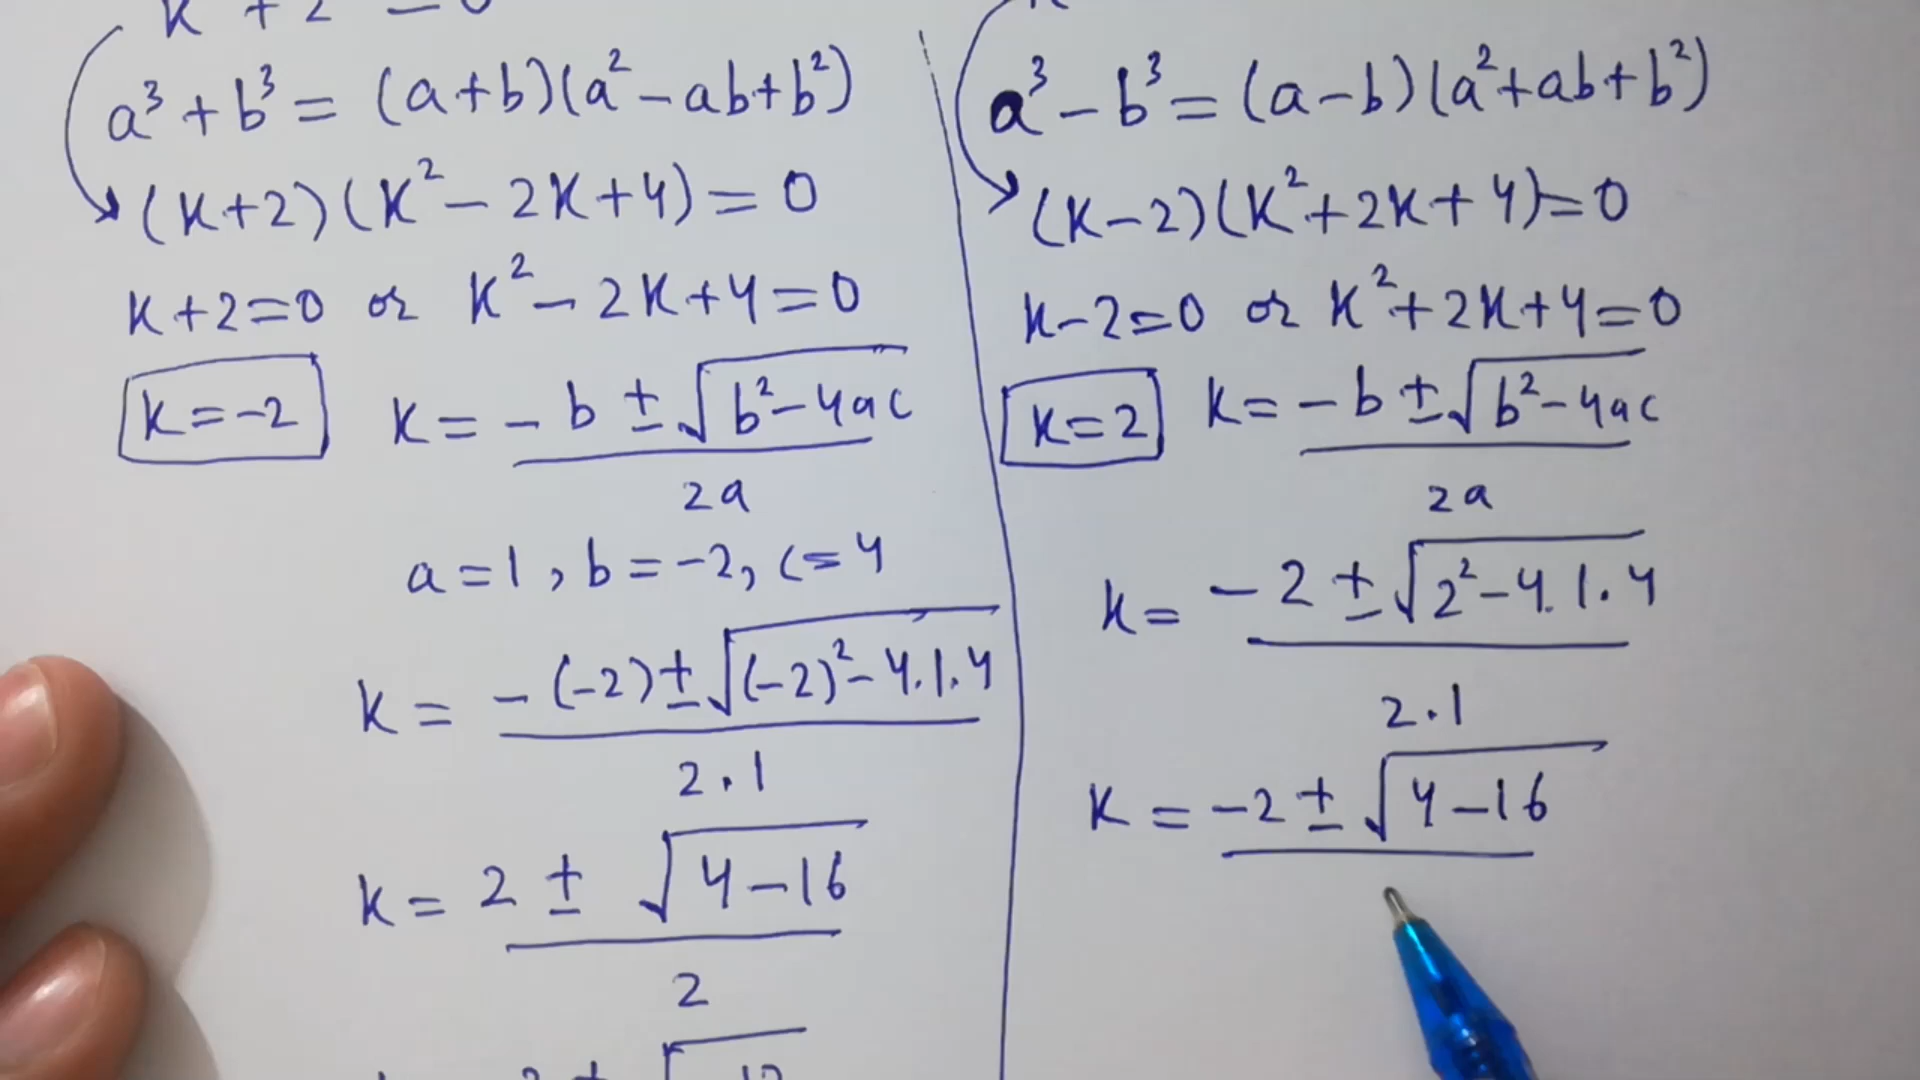 K + 2 = 0
a³ + b³ = (a+b)(a² - ab + b²)
(K+2)(K² - 2K + 4) = 0
K + 2 = 0 or K² - 2K + 4 = 0
K = -2
K = -b ± √(b² - 4ac)
2a
a = 1, b = -2, c = 4
K = -(-2) ± √((-2)² - 4.1.4)
2.1
K = 2 ± √(4 - 16)
2
a³ - b³ = (a-b)(a² + ab + b²)
(K-2)(K² + 2K + 4) = 0
K - 2 = 0 or K² + 2K + 4 = 0
K = 2
K = -b ± √(b² - 4ac)
2a
K = -2 ± √(2² - 4.1.4)
2.1
K = -2 ± √(4 - 16)